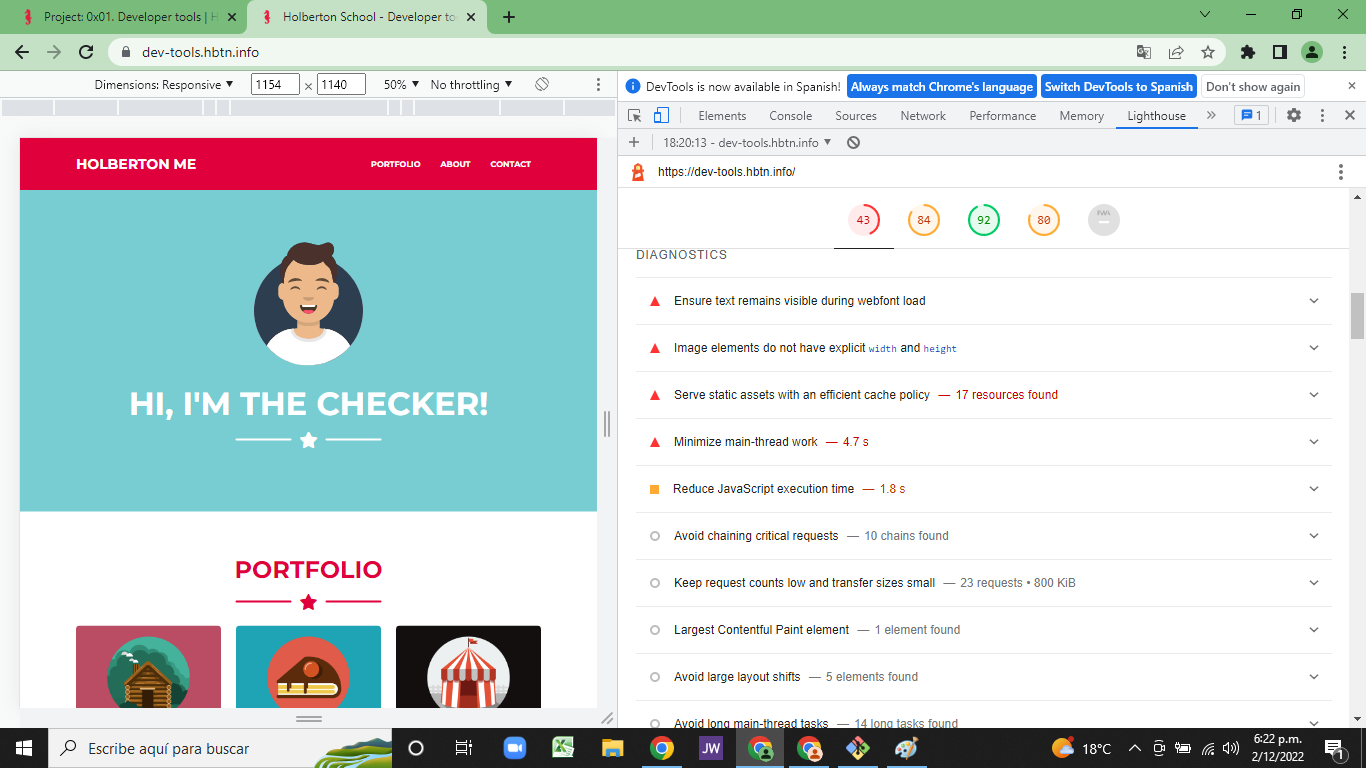 Project: 0x01. Developer tools | H
Holberton School - Developer to
dev-tools.hbtn.info
Dimensions: Responsive
1154 × 1140
50%
No throttling
DevTools is now available in Spanish!
Always match Chrome's language
Switch DevTools to Spanish
Don't show again
Elements
Console
Sources
Network
Performance
Memory
Lighthouse
1
18:20:13 - dev-tools.hbtn.info
https://dev-tools.hbtn.info/
43
84
92
80
PWA
HOLBERTON ME
PORTFOLIO
ABOUT
CONTACT
HI, I'M THE CHECKER!
PORTFOLIO
DIAGNOSTICS
Ensure text remains visible during webfont load
Image elements do not have explicit width and height
Serve static assets with an efficient cache policy — 17 resources found
Minimize main-thread work — 4.7 s
Reduce JavaScript execution time — 1.8 s
Avoid chaining critical requests — 10 chains found
Keep request counts low and transfer sizes small — 23 requests • 800 KiB
Largest Contentful Paint element — 1 element found
Avoid large layout shifts — 5 elements found
Avoid long main-thread tasks — 14 long tasks found
Escribe aquí para buscar
JW
18°C
6:22 p.m.
2/12/2022
1